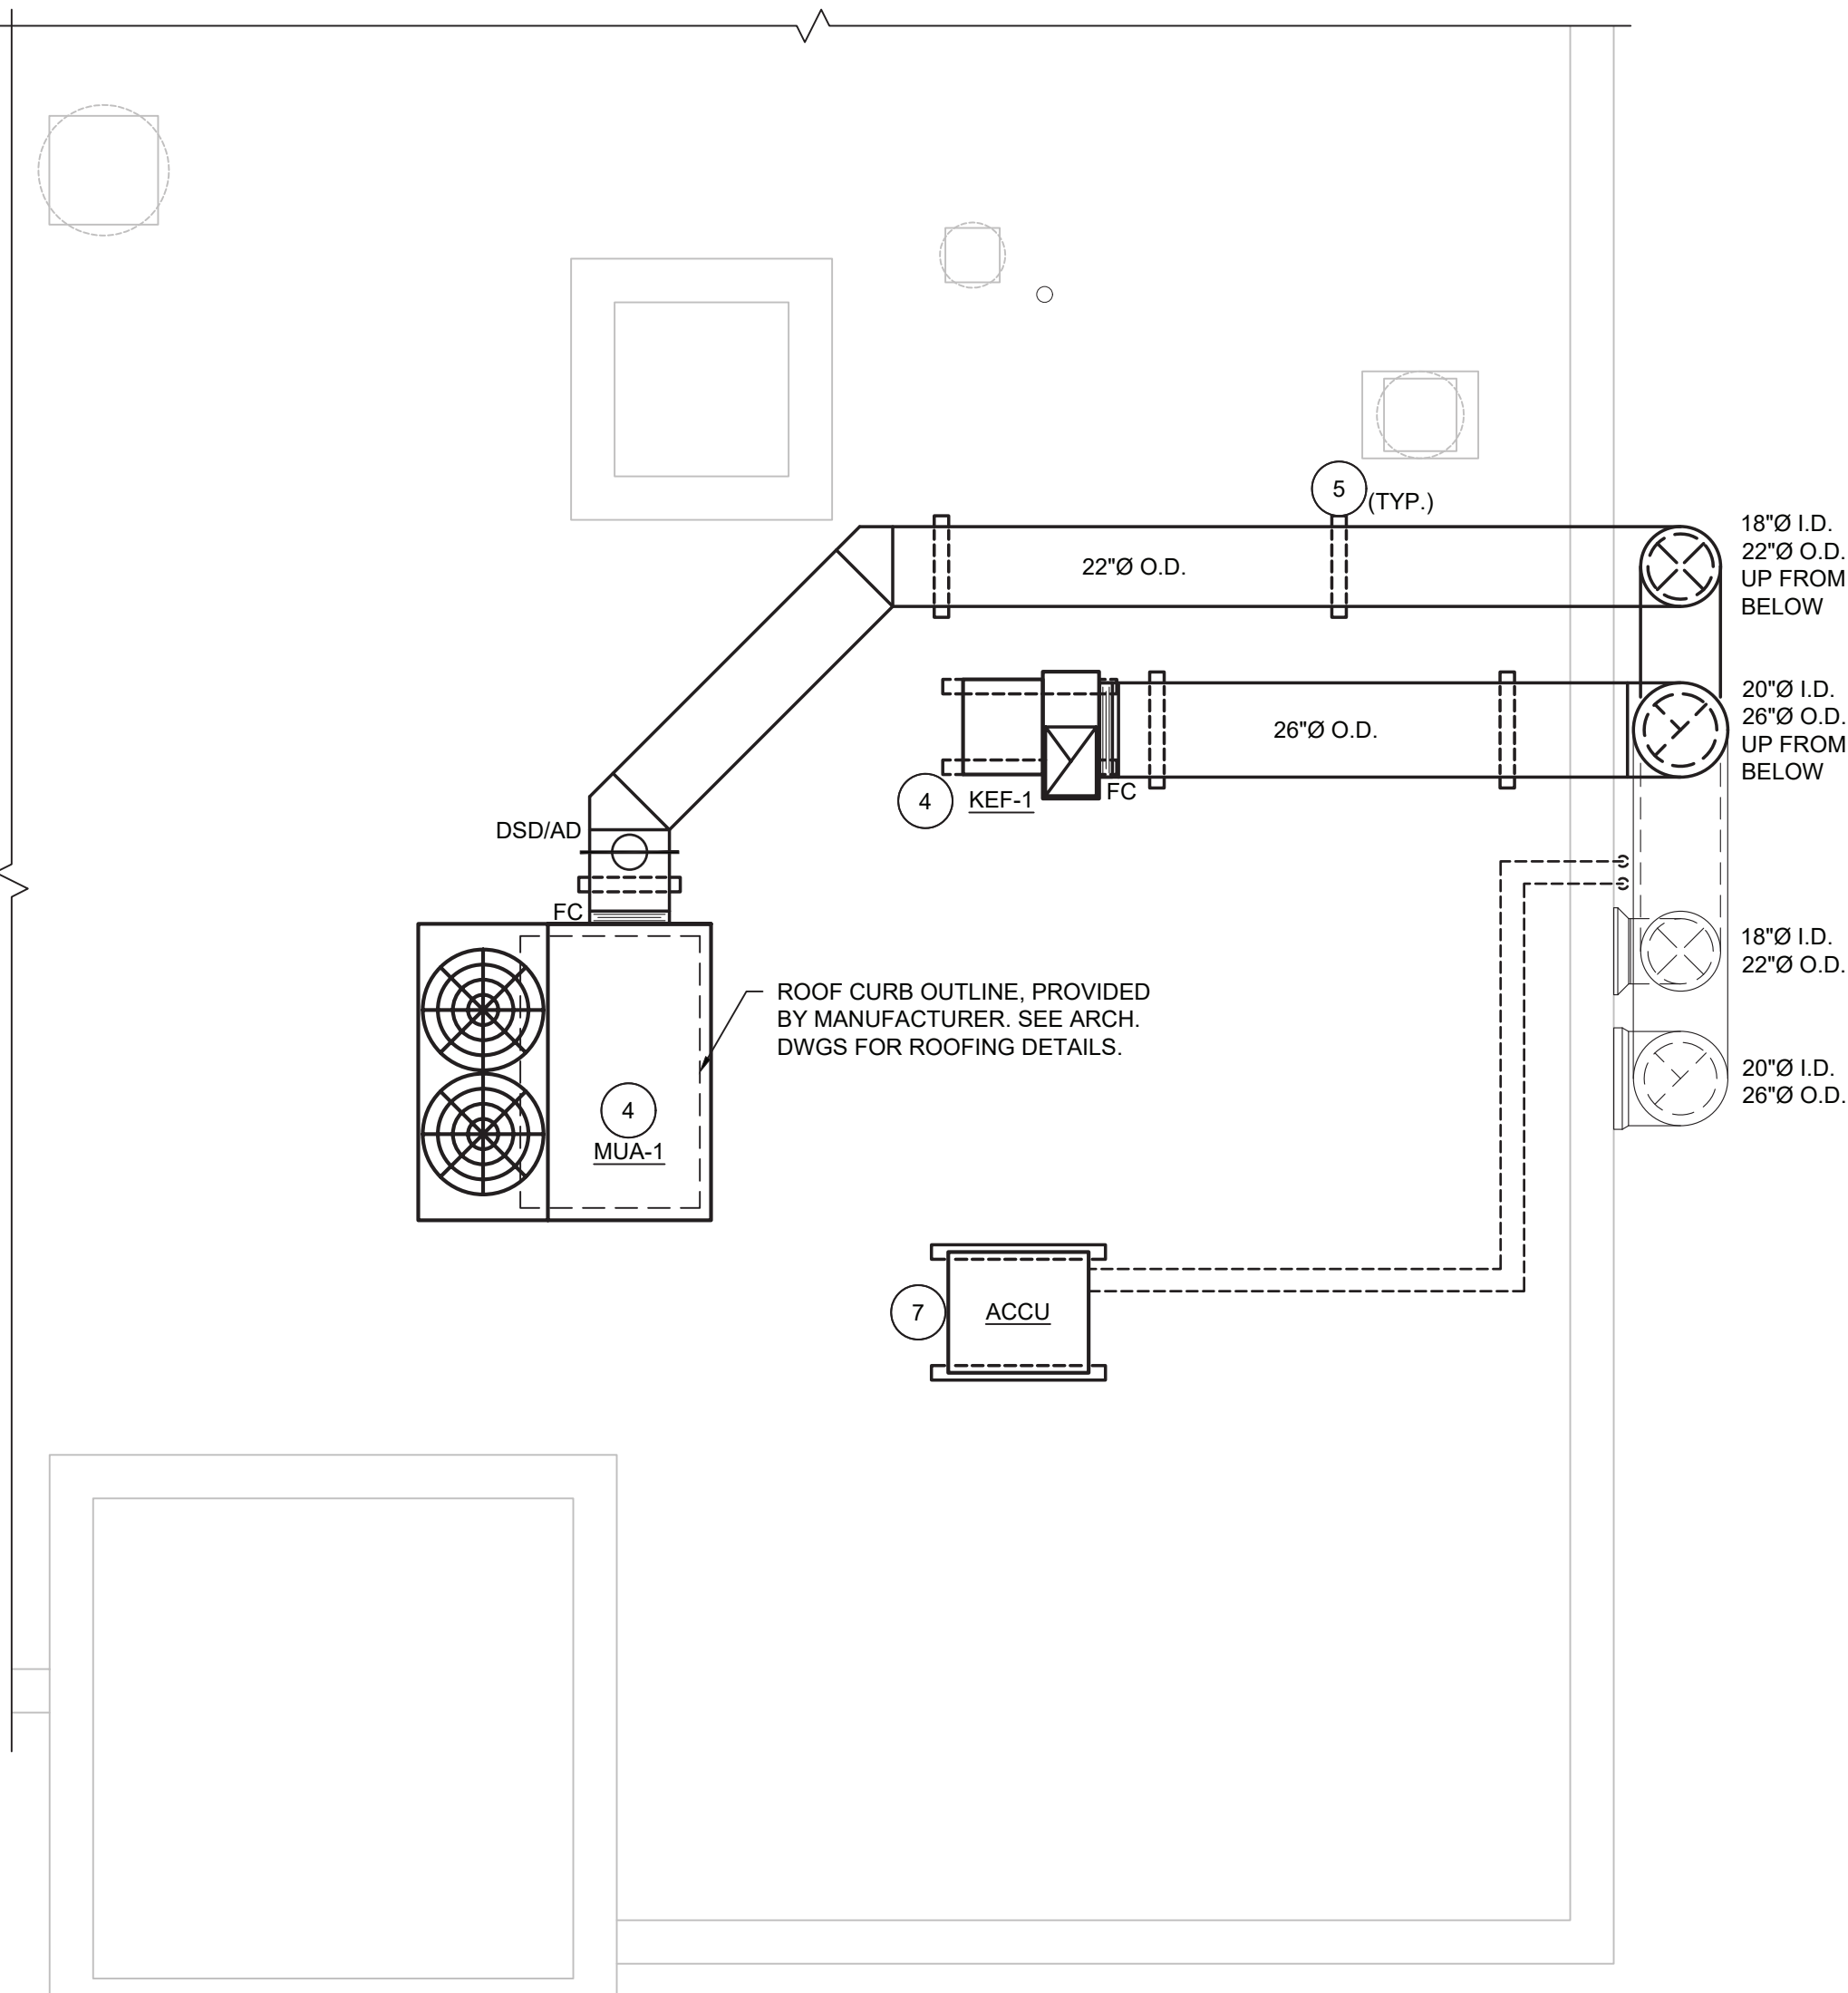 5
(TYP.)
18"Ø I.D.
22"Ø O.D.
UP FROM
BELOW
22"Ø O.D.
20"Ø I.D.
26"Ø O.D.
UP FROM
BELOW
26"Ø O.D.
4
KEF-1
FC
DSD/AD
FC
18"Ø I.D.
22"Ø O.D.
ROOF CURB OUTLINE, PROVIDED
BY MANUFACTURER. SEE ARCH.
DWGS FOR ROOFING DETAILS.
20"Ø I.D.
26"Ø O.D.
4
MUA-1
7
ACCU